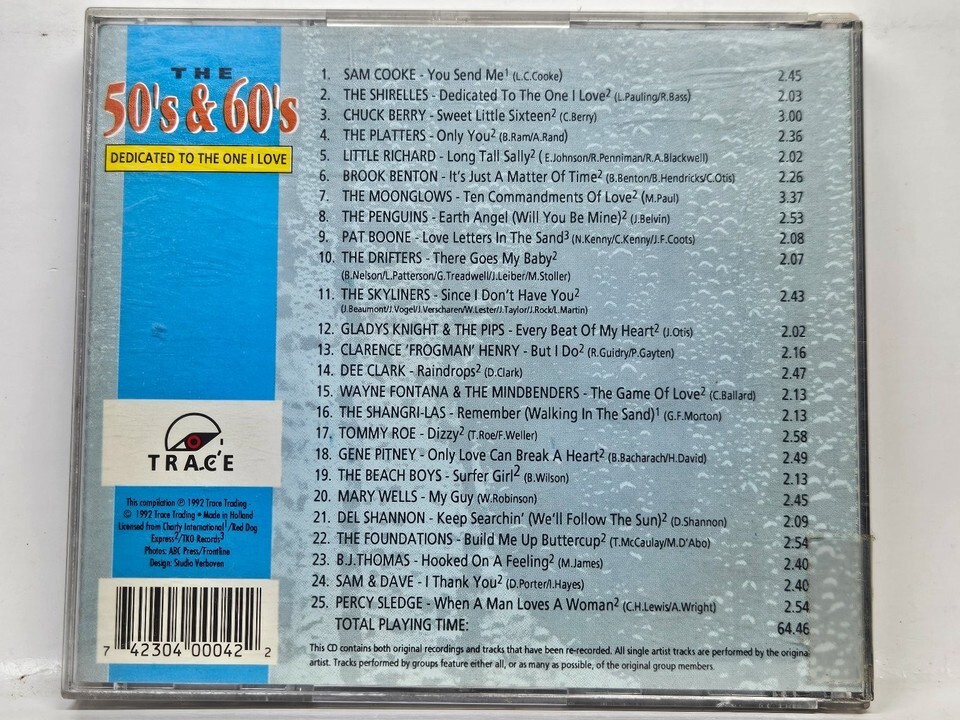 THE
50's & 60's
DEDICATED TO THE ONE I LOVE
1. SAM COOKE - You Send Me¹ (L.C.Cooke) 2.45
2. THE SHIRELLES - Dedicated To The One I Love² (L.Pauling/R.Bass) 2.03
3. CHUCK BERRY - Sweet Little Sixteen² (C.Berry) 3.00
4. THE PLATTERS - Only You² (B.Ram/A.Rand) 2.36
5. LITTLE RICHARD - Long Tall Sally² ( E.Johnson/R.Penniman/R.A.Blackwell) 2.02
6. BROOK BENTON - It's Just A Matter Of Time² (B.Benton/B.Hendricks/C.Otis) 2.26
7. THE MOONGLOWS - Ten Commandments Of Love² (M.Paul) 3.37
8. THE PENGUINS - Earth Angel (Will You Be Mine)² (J.Belvin) 2.53
9. PAT BOONE - Love Letters In The Sand³ (N.Kenny/C.Kenny/J.F.Coots) 2.08
10. THE DRIFTERS - There Goes My Baby² 2.07
(B.Nelson/L.Patterson/G.Treadwell/J.Leiber/M.Stoller)
11. THE SKYLINERS - Since I Don't Have You² 2.43
(J.Beaumont/J.Vogel/J.Verscharen/W.Lester/J.Taylor/J.Rock/L.Martin)
12. GLADYS KNIGHT & THE PIPS - Every Beat Of My Heart² (J.Otis) 2.02
13. CLARENCE 'FROGMAN' HENRY - But I Do² (R.Guidry/P.Gayten) 2.16
14. DEE CLARK - Raindrops² (D.Clark) 2.47
15. WAYNE FONTANA & THE MINDBENDERS - The Game Of Love² (C.Ballard) 2.13
16. THE SHANGRI-LAS - Remember (Walking In The Sand)¹ (G.F.Morton) 2.13
17. TOMMY ROE - Dizzy² (T.Roe/F.Weller) 2.58
18. GENE PITNEY - Only Love Can Break A Heart² (B.Bacharach/H.David) 2.49
19. THE BEACH BOYS - Surfer Girl² (B.Wilson) 2.13
20. MARY WELLS - My Guy (W.Robinson) 2.45
21. DEL SHANNON - Keep Searchin' (We'll Follow The Sun)² (D.Shannon) 2.09
22. THE FOUNDATIONS - Build Me Up Buttercup² (T.McCaulay/M.D'Abo) 2.54
23. B.J.THOMAS - Hooked On A Feeling² (M.James) 2.40
24. SAM & DAVE - I Thank You² (D.Porter/I.Hayes) 2.40
25. PERCY SLEDGE - When A Man Loves A Woman² (C.H.Lewis/A.Wright) 2.54
TOTAL PLAYING TIME: 64.46
This CD contains both original recordings and tracks that have been re-recorded. All single artist tracks are performed by the origina
artist. Tracks performed by groups feature either all, or as many as possible, of the original group members.
TRACE
This compilation ℗ 1992 Trace Trading
© 1992 Trace Trading • Made in Holland
Licensed from Charly International¹/Red Dog
Express²/TKO Records³
Photos: ABC Press/Frontline
Design: Studio Verboven
7 42304 00042 2